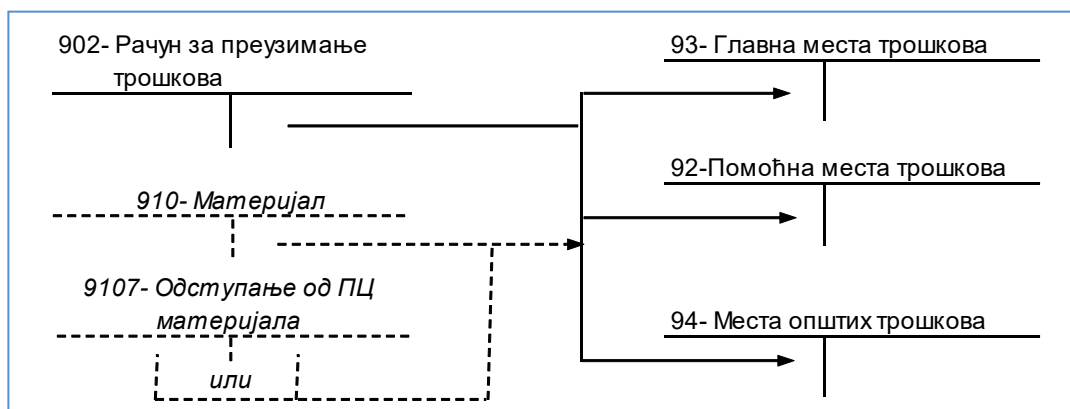 902- Рачун за преузимање
трошкова
910- Материјал
9107- Одступање од ПЦ
материјала
или
93- Главна места трошкова
92-Помоћна места трошкова
94- Места општих трошкова